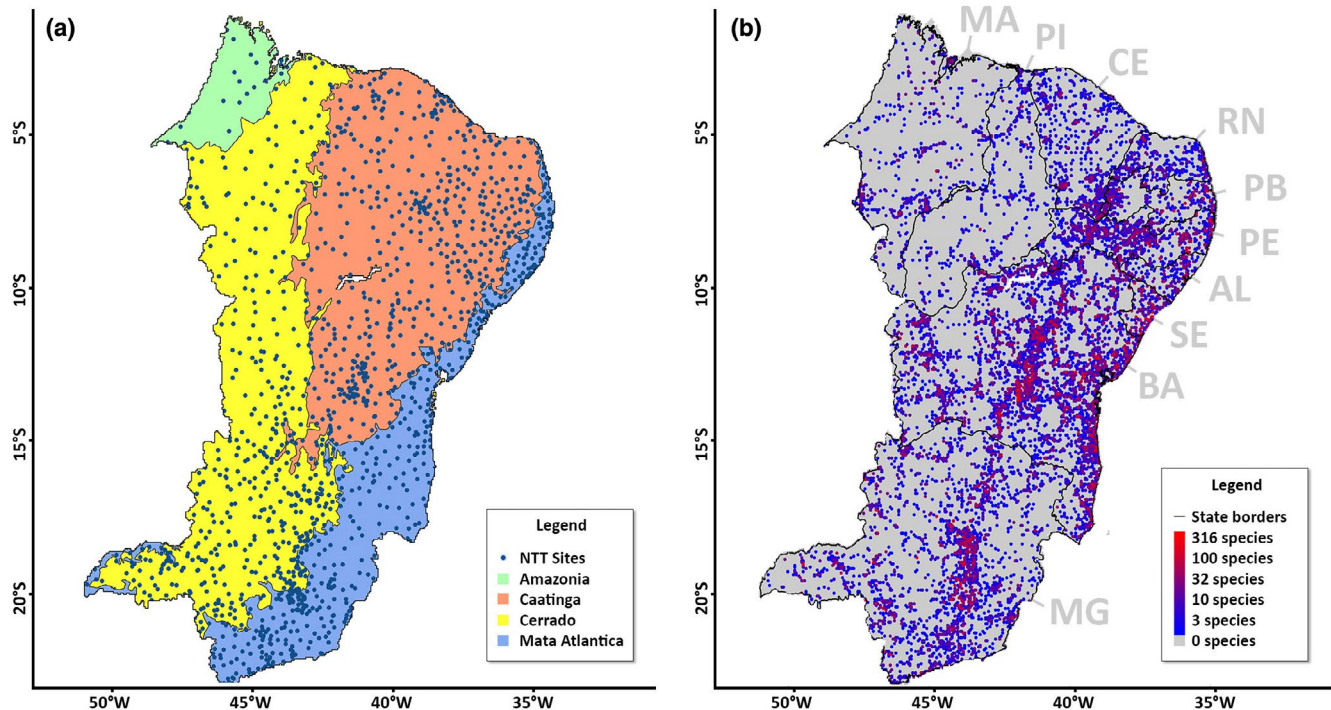 (a)
5°S
10°S
15°S
20°S
50°W
45°W
40°W
35°W
Legend
NTT Sites
Amazonia
Caatinga
Cerrado
Mata Atlantica
(b)
MA
PI
CE
RN
PB
PE
AL
SE
BA
MG
5°S
10°S
15°S
20°S
50°W
45°W
40°W
35°W
Legend
State borders
316 species
100 species
32 species
10 species
3 species
0 species